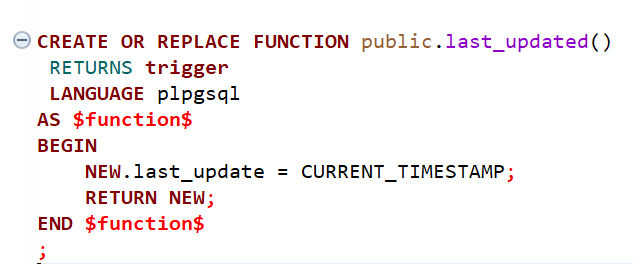 CREATE OR REPLACE FUNCTION public.last_updated()
 RETURNS trigger
 LANGUAGE plpgsql
AS $function$
BEGIN
    NEW.last_update = CURRENT_TIMESTAMP;
    RETURN NEW;
END $function$
;